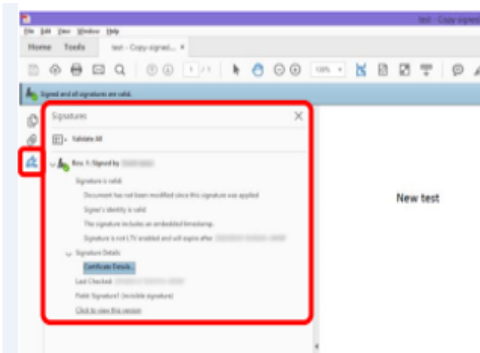 test - Copy-signed
File Edit View Window Help
Home Tools test - Copy-signed... ×
1 / 1
Signed and all signatures are valid.
Signatures
Validate All
Rev. 1: Signed by
Signature is valid:
Document has not been modified since this signature was applied
Signer's identity is valid
The signature includes an embedded timestamp.
Signature is not LTV enabled and will expire after
Signature Details
Certificate Details...
Last Checked:
Field: Signature1 (invisible signature)
Click to view this version
New test